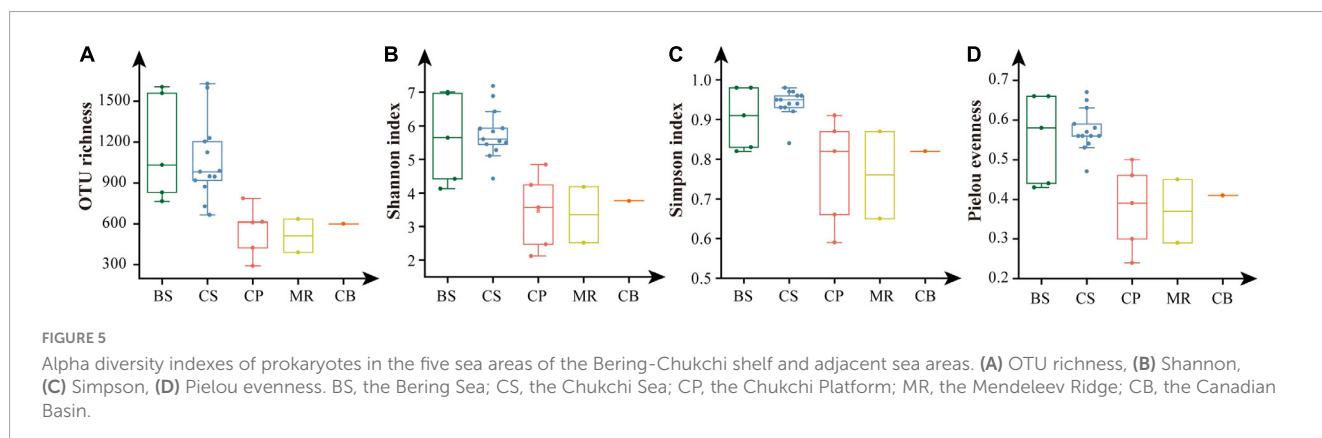 A
OTU richness
1500
1200
900
600
300
BS CS CP MR CB
B
Shannon index
7
6
5
4
3
2
BS CS CP MR CB
C
Simpson index
1.0
0.9
0.8
0.7
0.6
0.5
BS CS CP MR CB
D
Pielou evenness
0.7
0.6
0.5
0.4
0.3
0.2
BS CS CP MR CB
FIGURE 5
Alpha diversity indexes of prokaryotes in the five sea areas of the Bering-Chukchi shelf and adjacent sea areas. (A) OTU richness, (B) Shannon,
(C) Simpson, (D) Pielou evenness. BS, the Bering Sea; CS, the Chukchi Sea; CP, the Chukchi Platform; MR, the Mendeleev Ridge; CB, the Canadian
Basin.